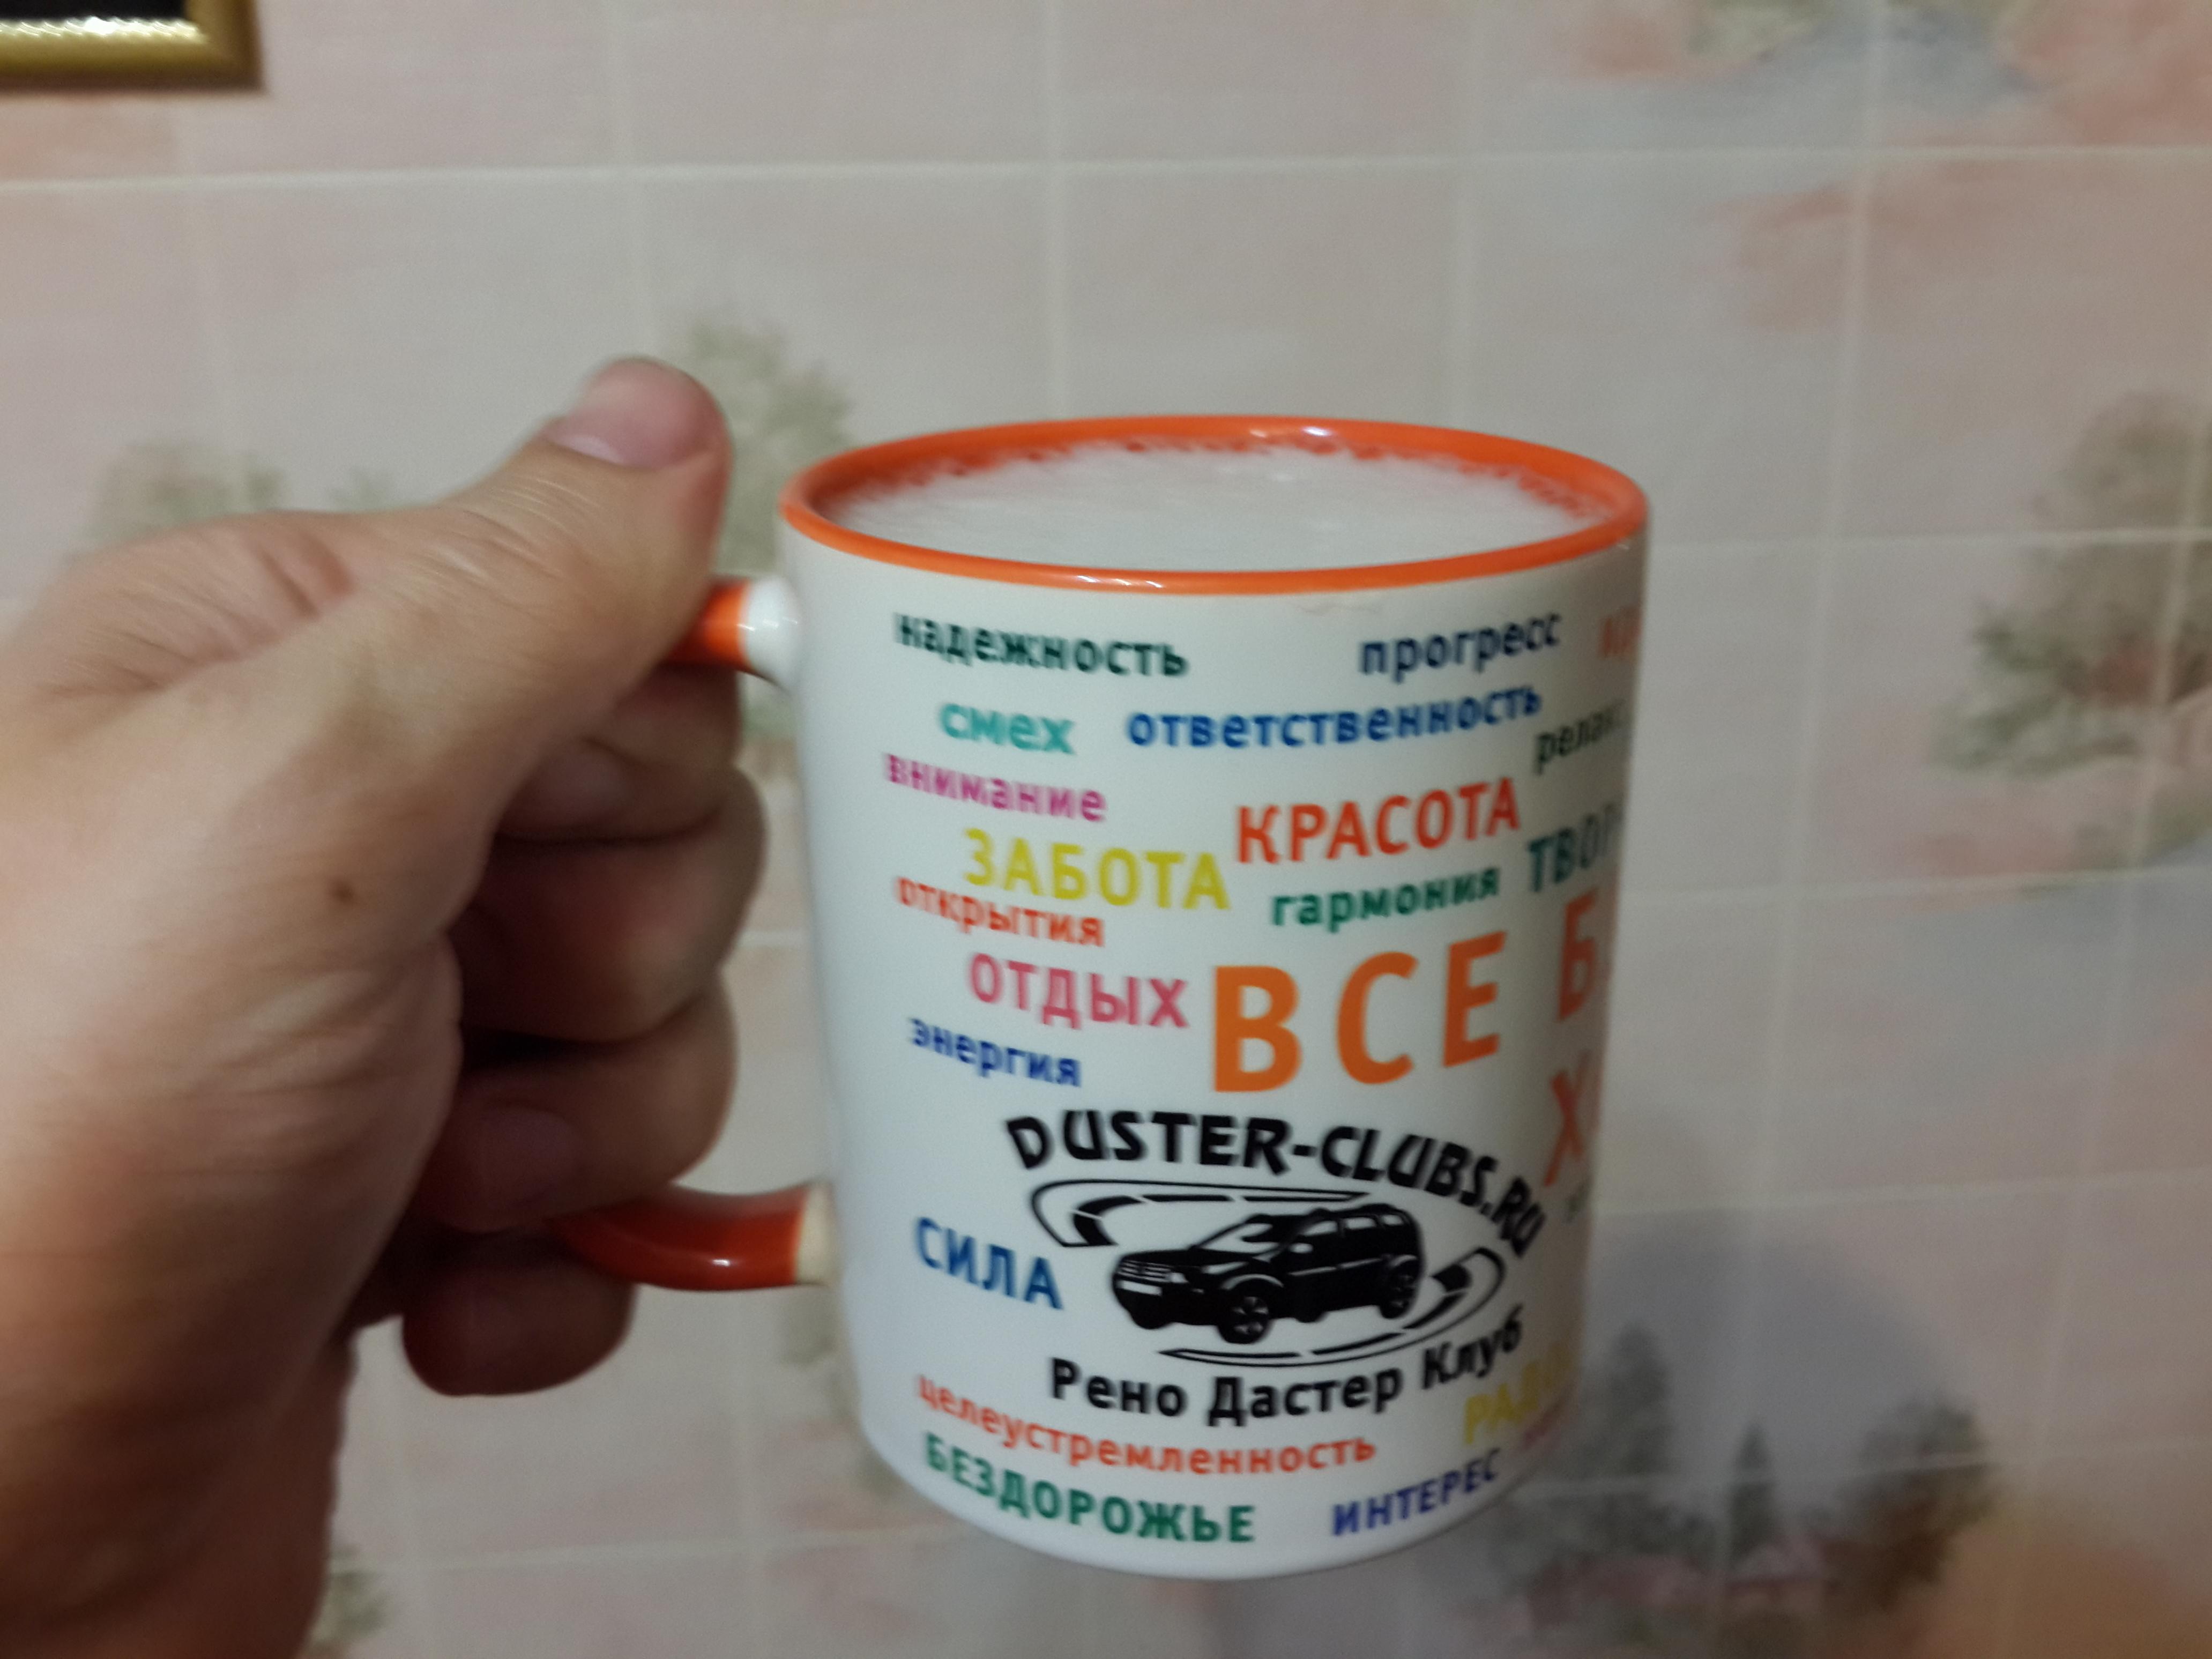 надежность прогресс
смех ответственность
внимание
ЗАБОТА КРАСОТА
открытия гармония
ОТДЫХ ВСЕ
энергия
DUSTER-CLUBS.RU
СИЛА
Рено Дастер Клуб
целеустремленность
БЕЗДОРОЖЬЕ ИНТЕРЕС